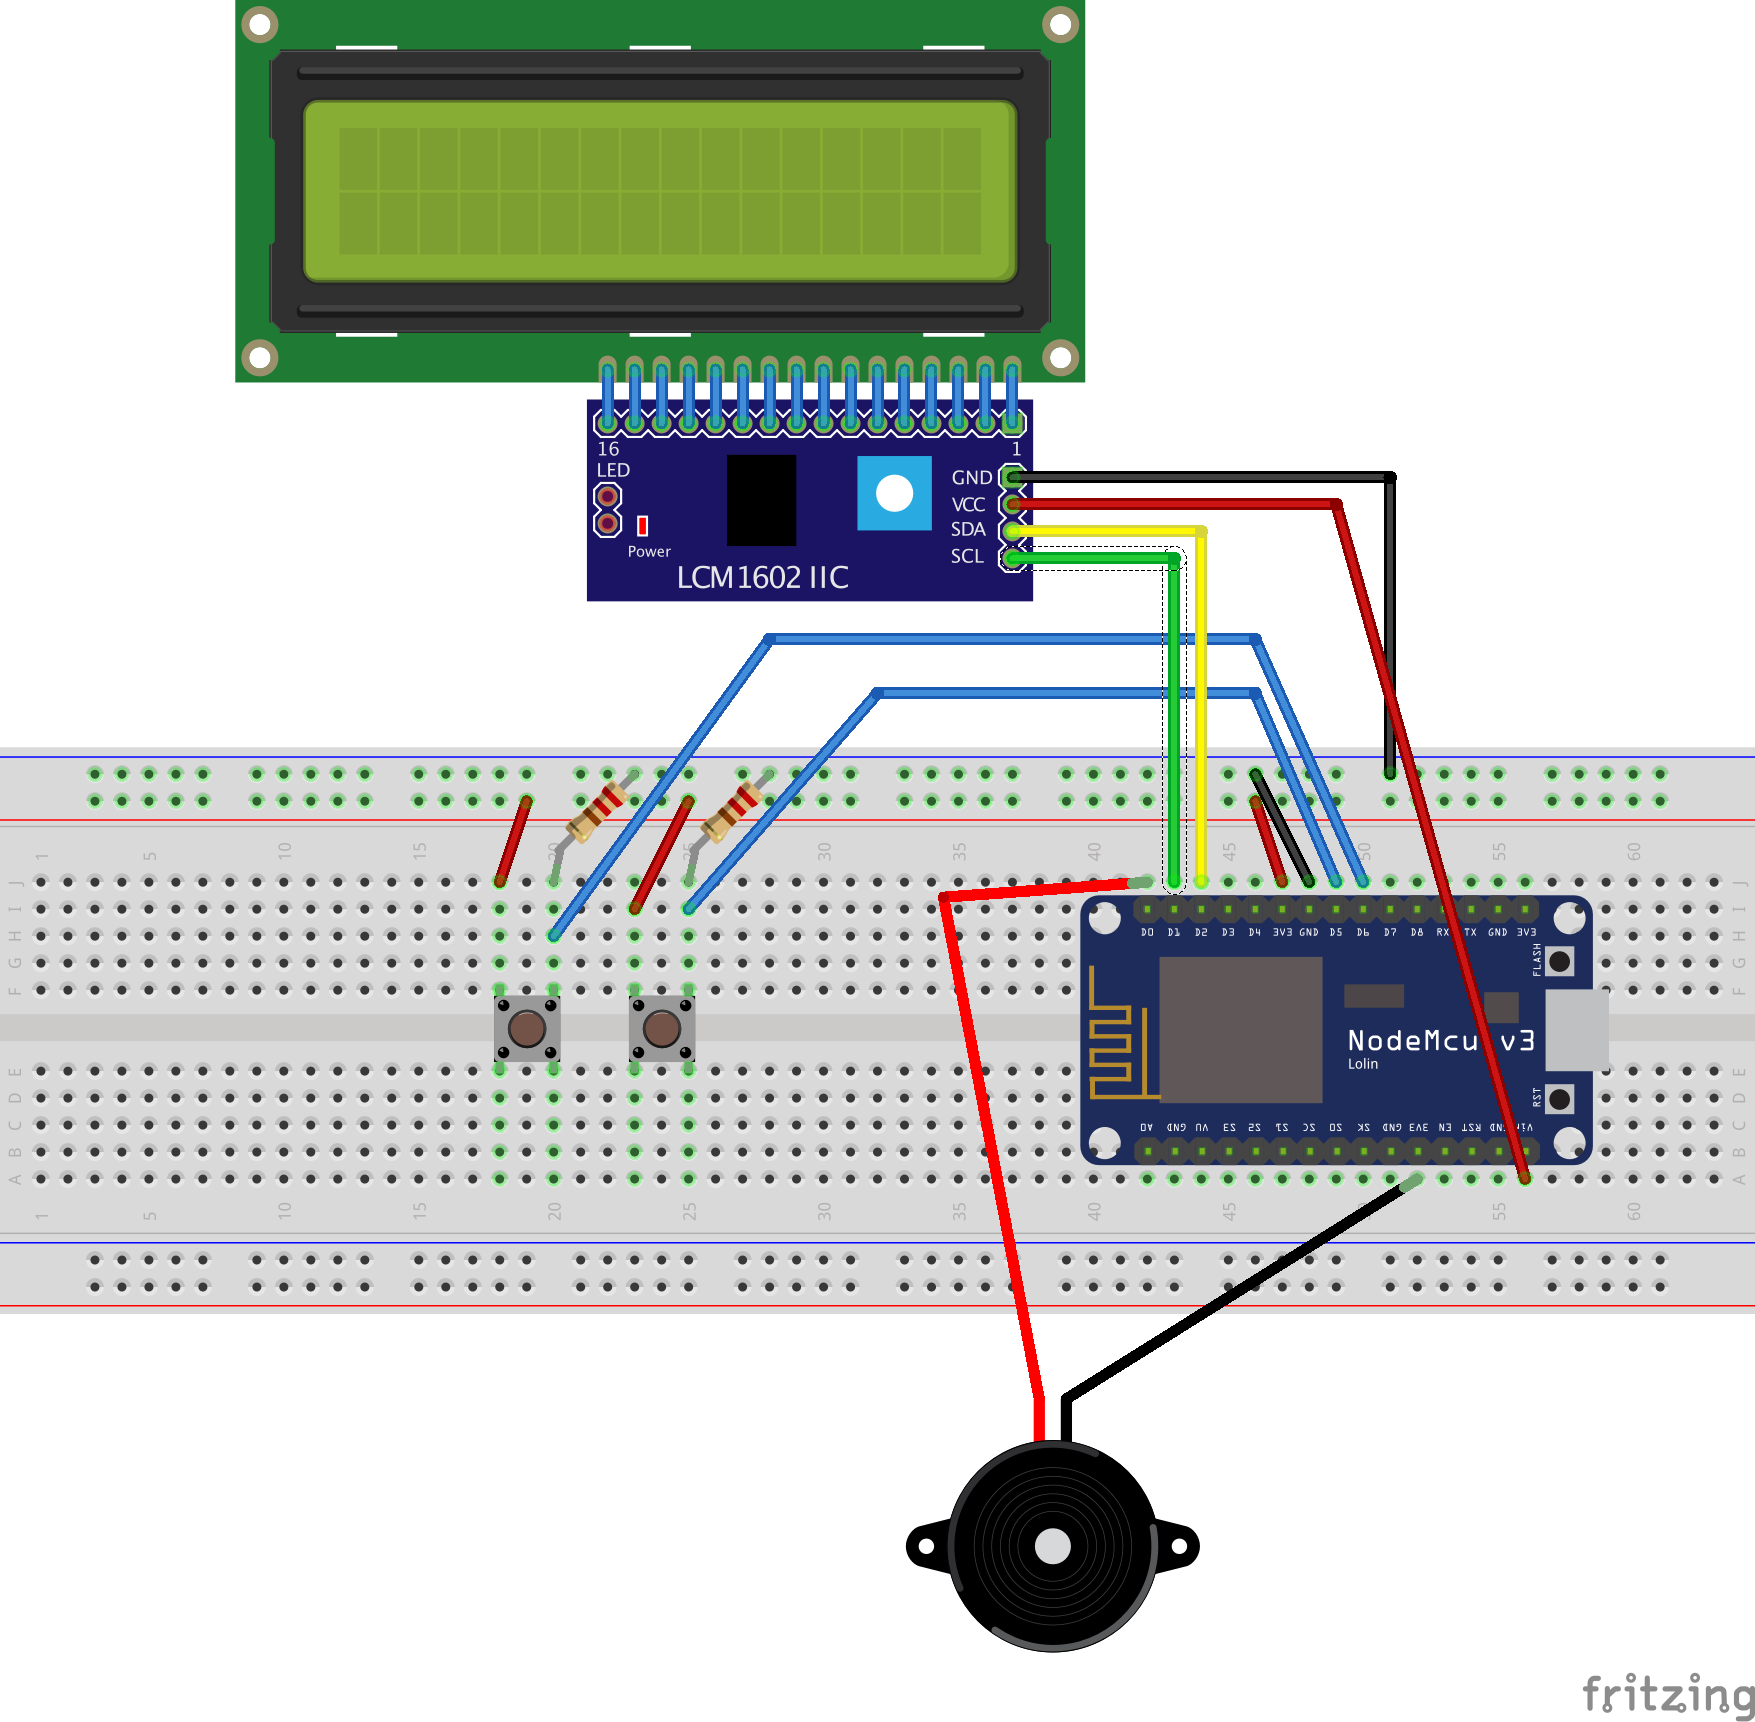 16
1
LED
GND
VCC
SDA
SCL
Power
LCM1602 IIC
1 5 10 15 20 25 30 35 40 45 50 55 60
J J
I I
H H
G G
F F
D0 D1 D2 D3 D4 3V3 GND D5 D6 D7 D8 RX TX GND 3V3
FLASH
NodeMcu v3
Lolin
RST
E E
D D
C C
B B
A A
A0 GND VU S3 S2 S1 SC S0 SK GND 3V3 EN RST GND Vin
1 5 10 15 20 25 30 35 40 45 55 60
fritzing